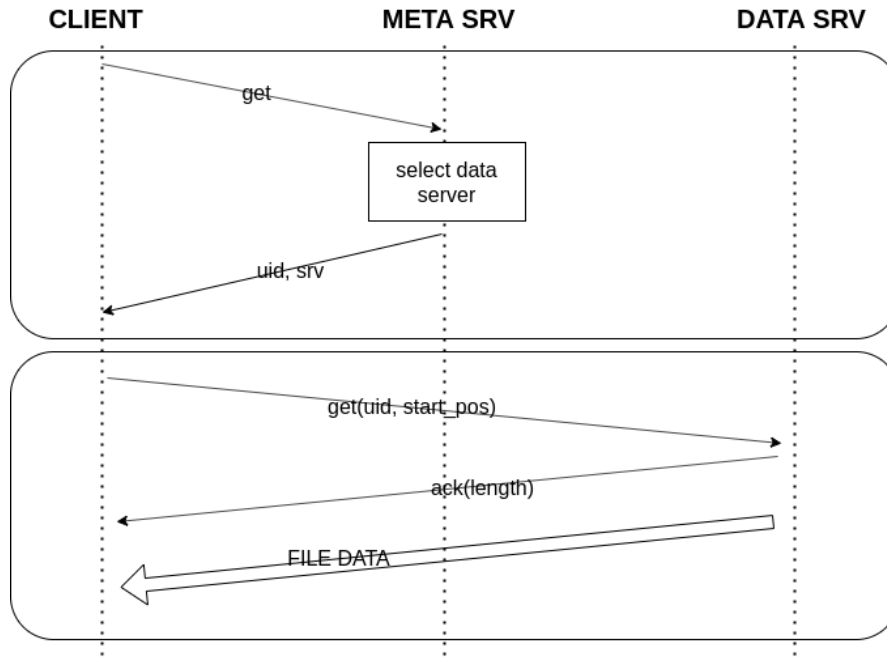 CLIENT META SRV DATA SRV
get
select data
server
uid, srv
get(uid, start_pos)
ack(length)
FILE DATA